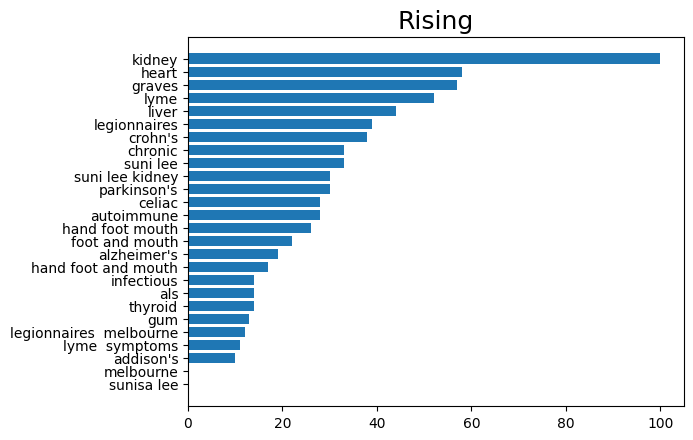 Rising
kidney
heart
graves
lyme
liver
legionnaires
crohn's
chronic
suni lee
suni lee kidney
parkinson's
celiac
autoimmune
hand foot mouth
foot and mouth
alzheimer's
hand foot and mouth
infectious
als
thyroid
gum
legionnaires  melbourne
lyme  symptoms
addison's
melbourne
sunisa lee
0 20 40 60 80 100